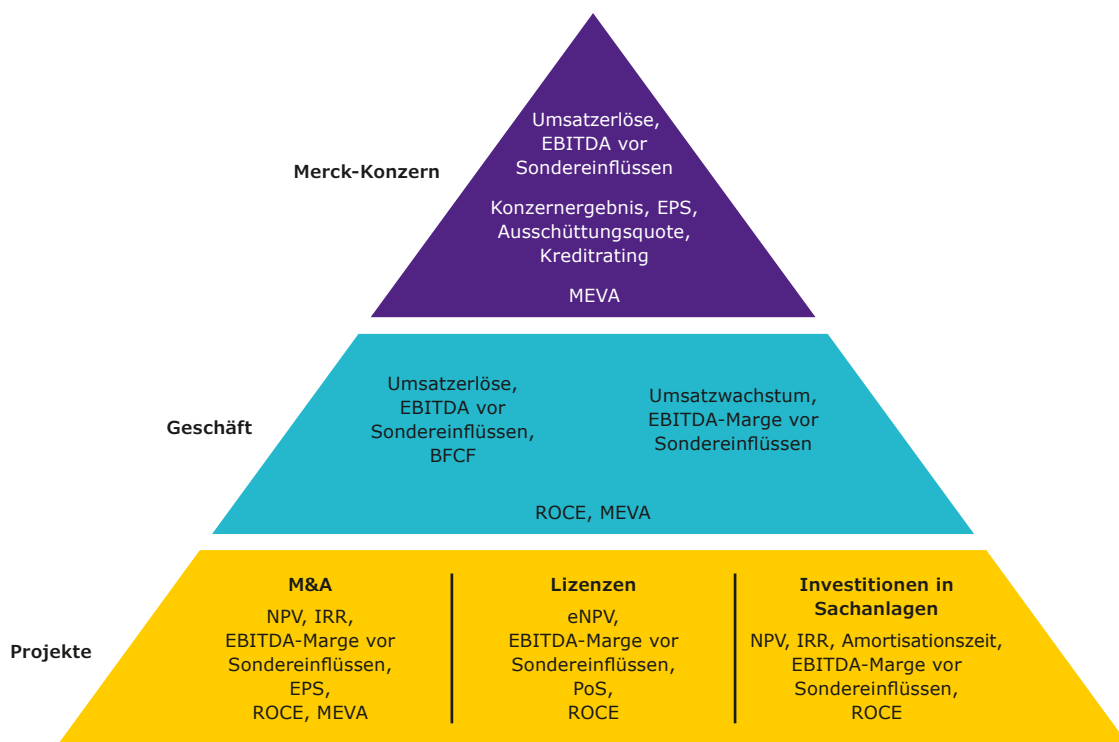 Merck-Konzern
Umsatzerlöse,
EBITDA vor
Sondereinflüssen
Konzernergebnis, EPS,
Ausschüttungsquote,
Kreditrating
MEVA
Geschäft
Umsatzerlöse,
EBITDA vor
Sondereinflüssen,
BFCF
Umsatzwachstum,
EBITDA-Marge vor
Sondereinflüssen
ROCE, MEVA
Projekte
M&A
NPV, IRR,
EBITDA-Marge vor
Sondereinflüssen,
EPS,
ROCE, MEVA
Lizenzen
eNPV,
EBITDA-Marge vor
Sondereinflüssen,
PoS,
ROCE
Investitionen in
Sachanlagen
NPV, IRR, Amortisationszeit,
EBITDA-Marge vor
Sondereinflüssen,
ROCE